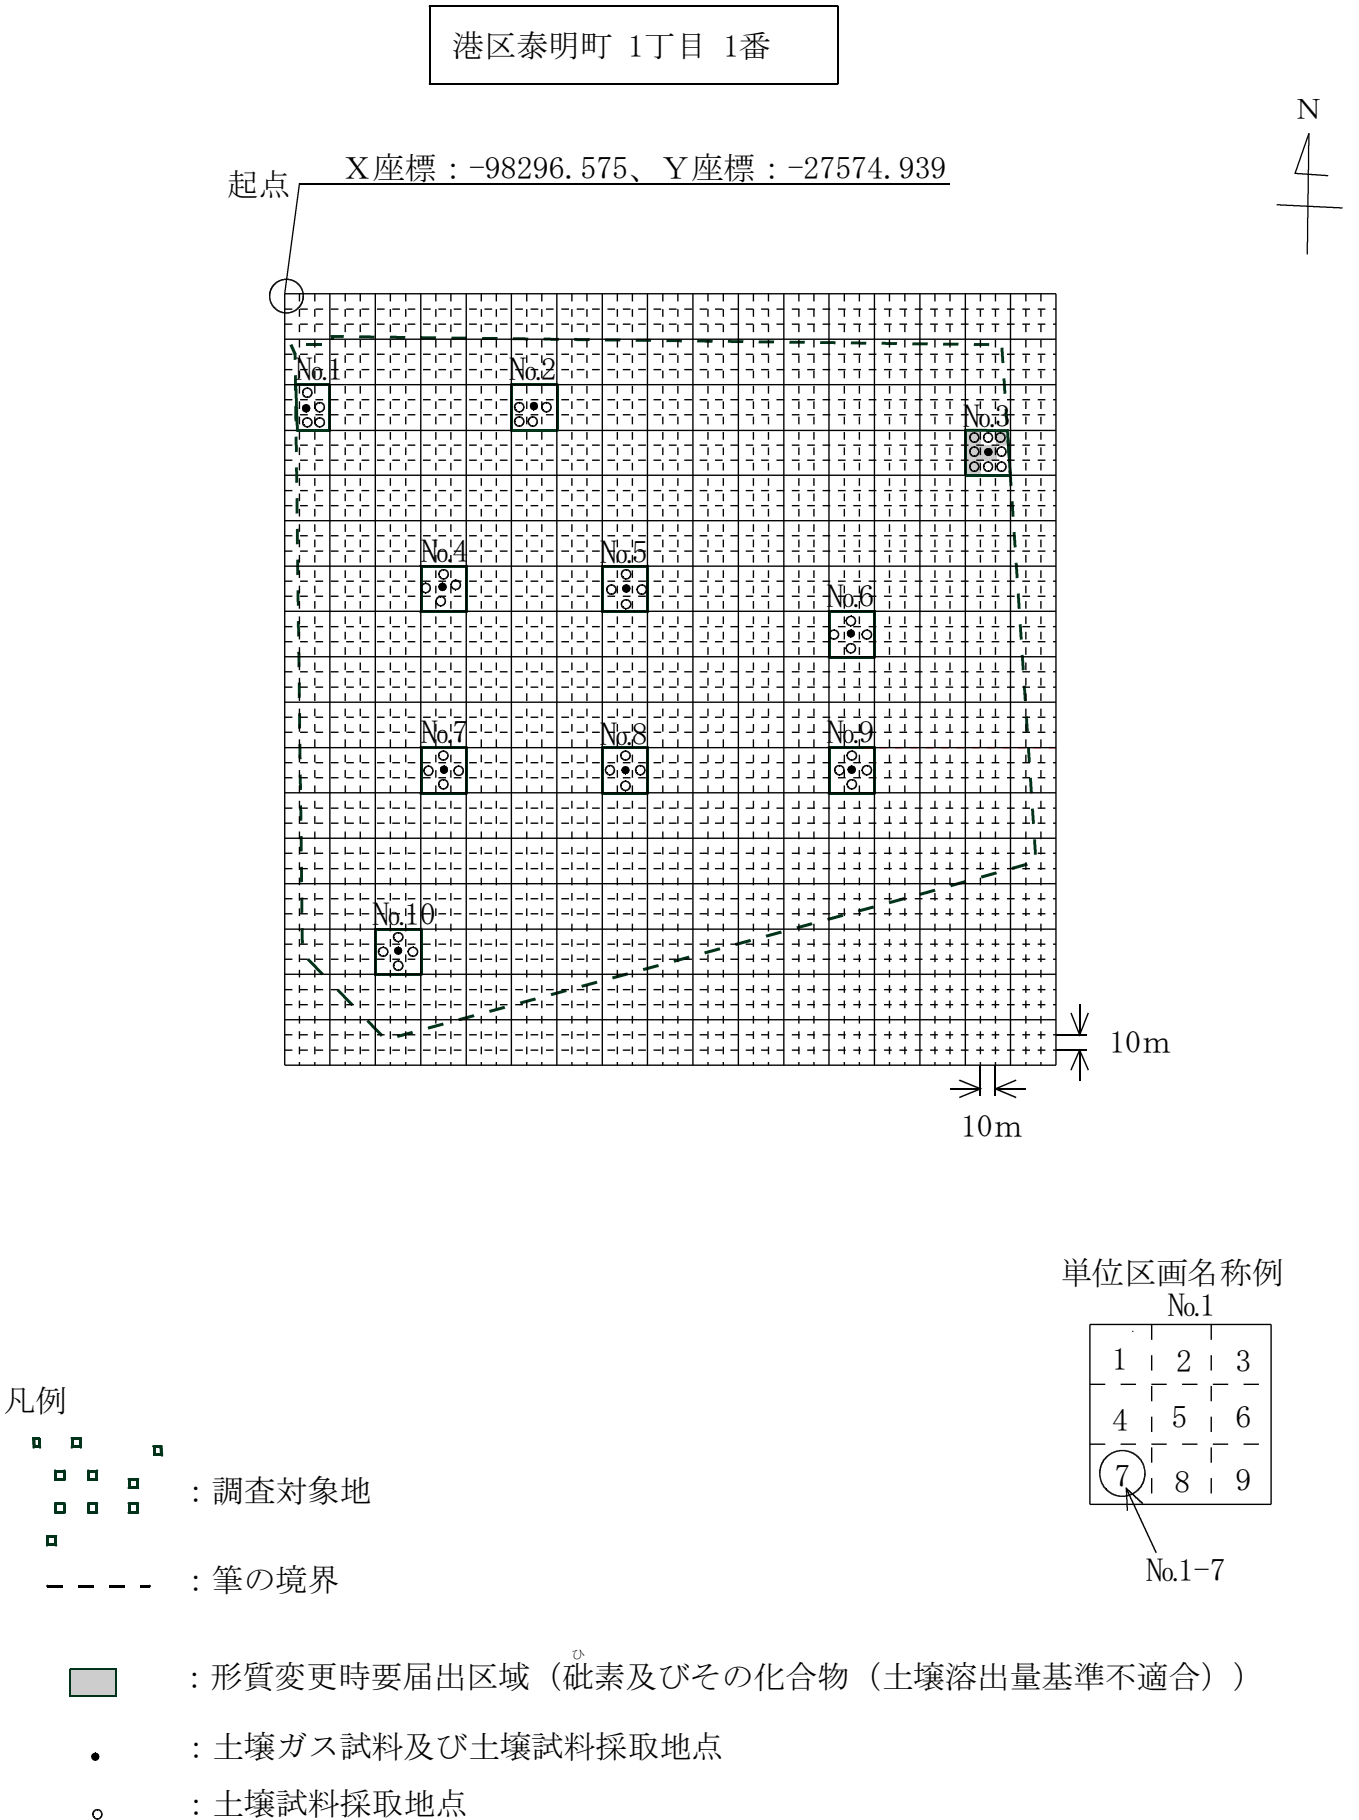 港区泰明町 1丁目 1番
N
起点 X座標：-98296.575、Y座標：-27574.939
No.1 No.2
No.3
No.4 No.5
No.6
No.7 No.8 No.9
No.10
10m
10m
単位区画名称例
No.1
1 2 3
4 5 6
7 8 9
No.1-7
凡例
：調査対象地
：筆の境界
ひ
：形質変更時要届出区域（砒素及びその化合物（土壌溶出量基準不適合））
：土壌ガス試料及び土壌試料採取地点
：土壌試料採取地点